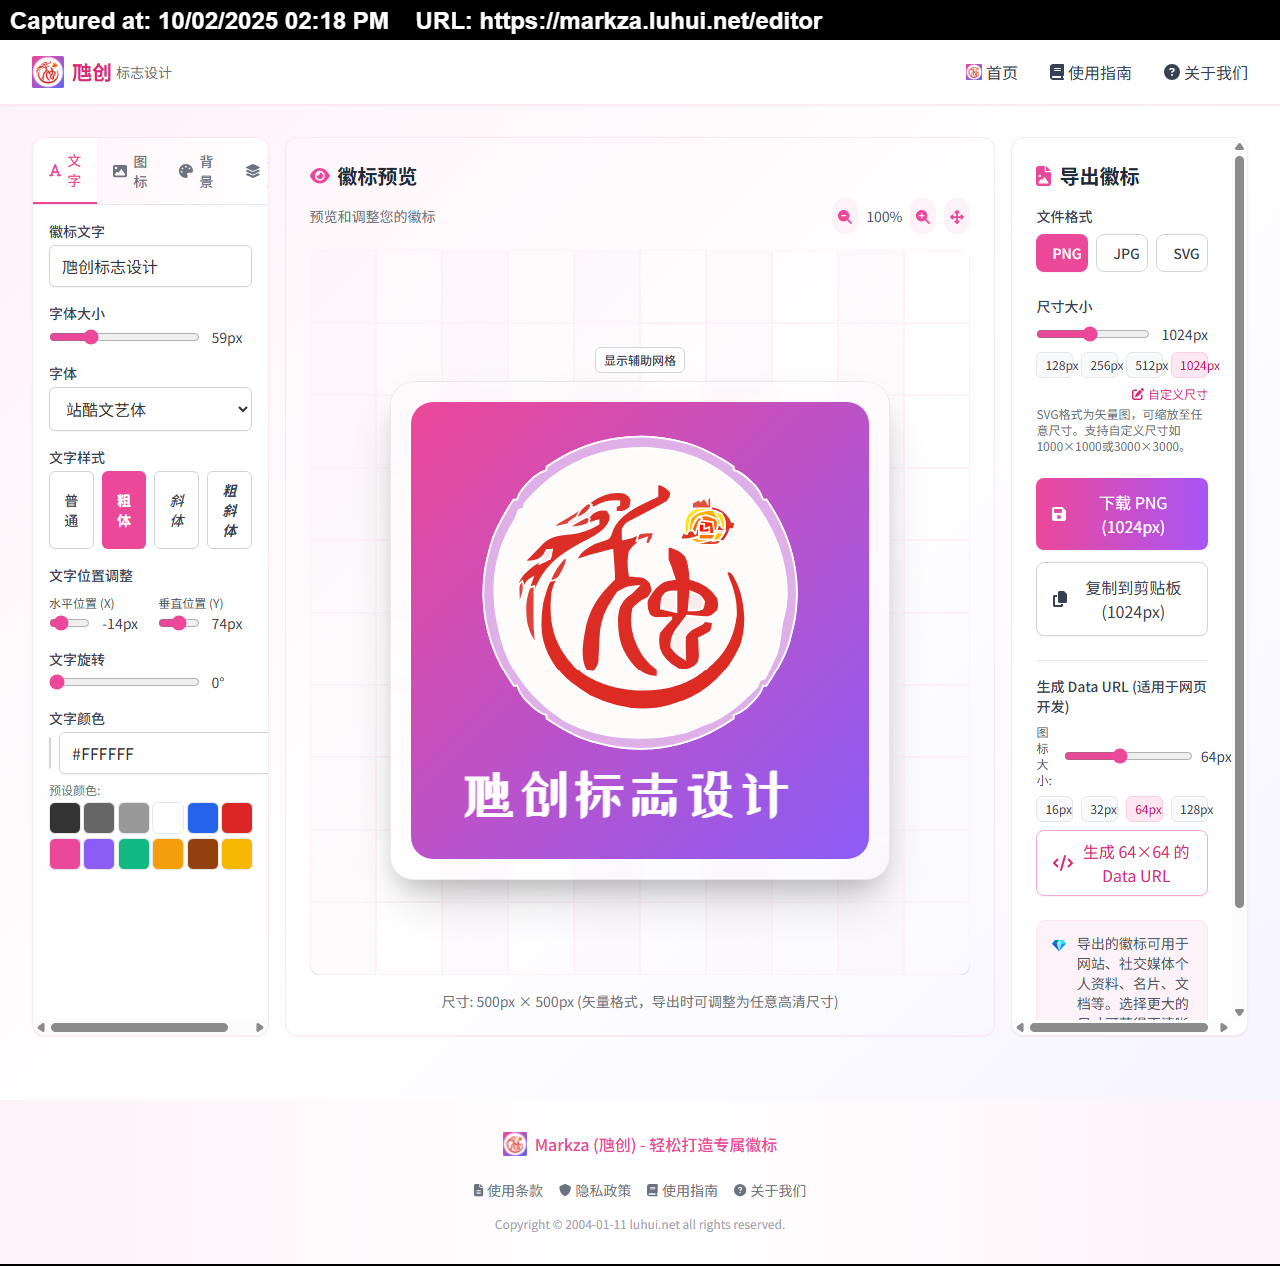 Captured at: 10/02/2025 02:18 PM    URL: https://markza.luhui.net/editor
虺创 标志设计
首页
使用指南
关于我们
文字
图标
背景
徽标文字
虺创标志设计
字体大小
59px
字体
站酷文艺体
文字样式
普通
粗体
斜体
粗斜体
文字位置调整
水平位置 (X)
垂直位置 (Y)
-14px
74px
文字旋转
0°
文字颜色
#FFFFFF
预设颜色:
徽标预览
预览和调整您的徽标
100%
显示辅助网格
虺创标志设计
尺寸: 500px × 500px (矢量格式，导出时可调整为任意高清尺寸)
导出徽标
文件格式
PNG
JPG
SVG
尺寸大小
1024px
128px
256px
512px
1024px
自定义尺寸
SVG格式为矢量图，可缩放至任
意尺寸。支持自定义尺寸如
1000×1000或3000×3000。
下载 PNG
(1024px)
复制到剪贴板
(1024px)
生成 Data URL (适用于网页
开发)
图标大小:
64px
16px
32px
64px
128px
生成 64×64 的
Data URL
导出的徽标可用于
网站、社交媒体个
人资料、名片、文
档等。选择更大的
Markza (虺创) - 轻松打造专属徽标
使用条款
隐私政策
使用指南
关于我们
Copyright © 2004-01-11 luhui.net all rights reserved.